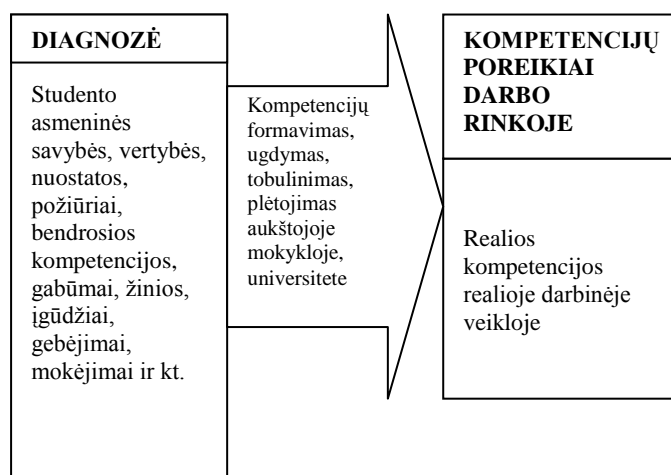 DIAGNOZĖ
Studento
asmeninės
savybės, vertybės,
nuostatos,
požiūriai,
bendrosios
kompetencijos,
gabūmai, žinios,
įgūdžiai,
gebėjimai,
mokėjimai ir kt.
Kompetencijų
formavimas,
ugdymas,
tobulinimas,
plėtojimas
aukštojoje
mokykloje,
universitete
KOMPETENCIJŲ
POREIKIAI
DARBO
RINKOJE
Realios
kompetencijos
realioje darbinėje
veikloje